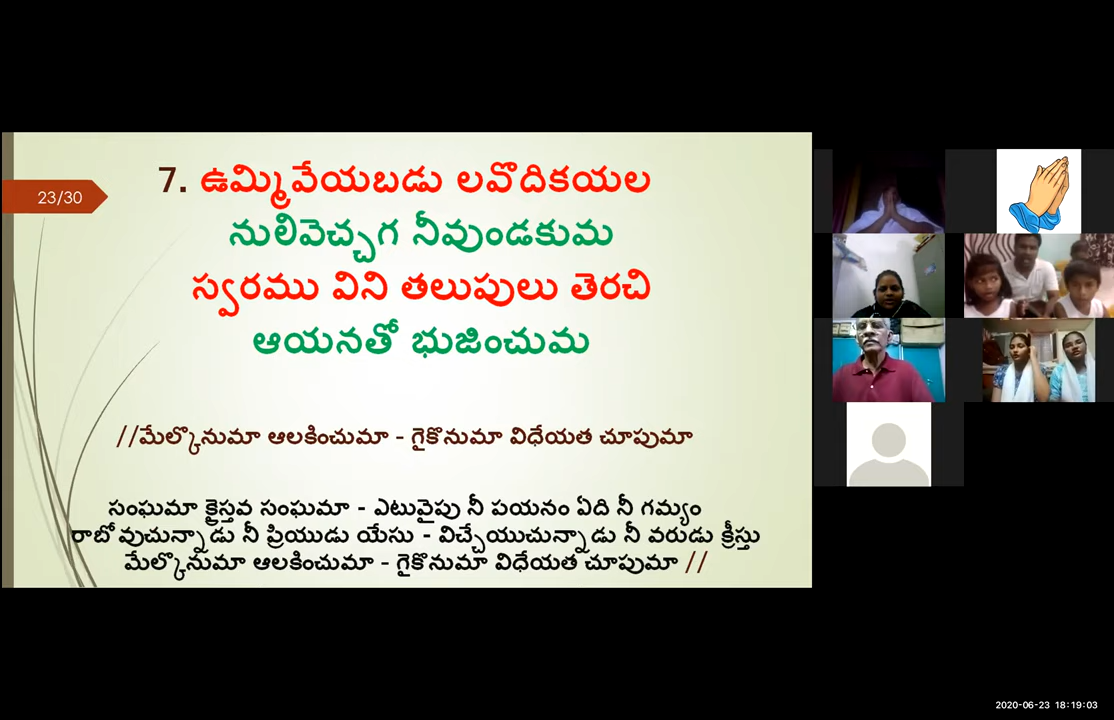 23/30
7. ఉమ్మివేయబడు లవొదికయల
నులివెచ్చగ నీవుండకుమ
స్వరము విని తలుపులు తెరచి
ఆయనతో భుజించుమ
//మేల్కొనుమా ఆలకించుమా - గైకొనుమా విధేయత చూపుమా
సంఘమా క్రైస్తవ సంఘమా - ఎటువైపు నీ పయనం ఏది నీ గమ్యం
రాబోవుచున్నాడు నీ ప్రియుడు యేసు - విచ్చేయుచున్నాడు నీ వరుడు క్రీస్తు
మేల్కొనుమా ఆలకించుమా - గైకొనుమా విధేయత చూపుమా //
2020-06-23 18:19:03